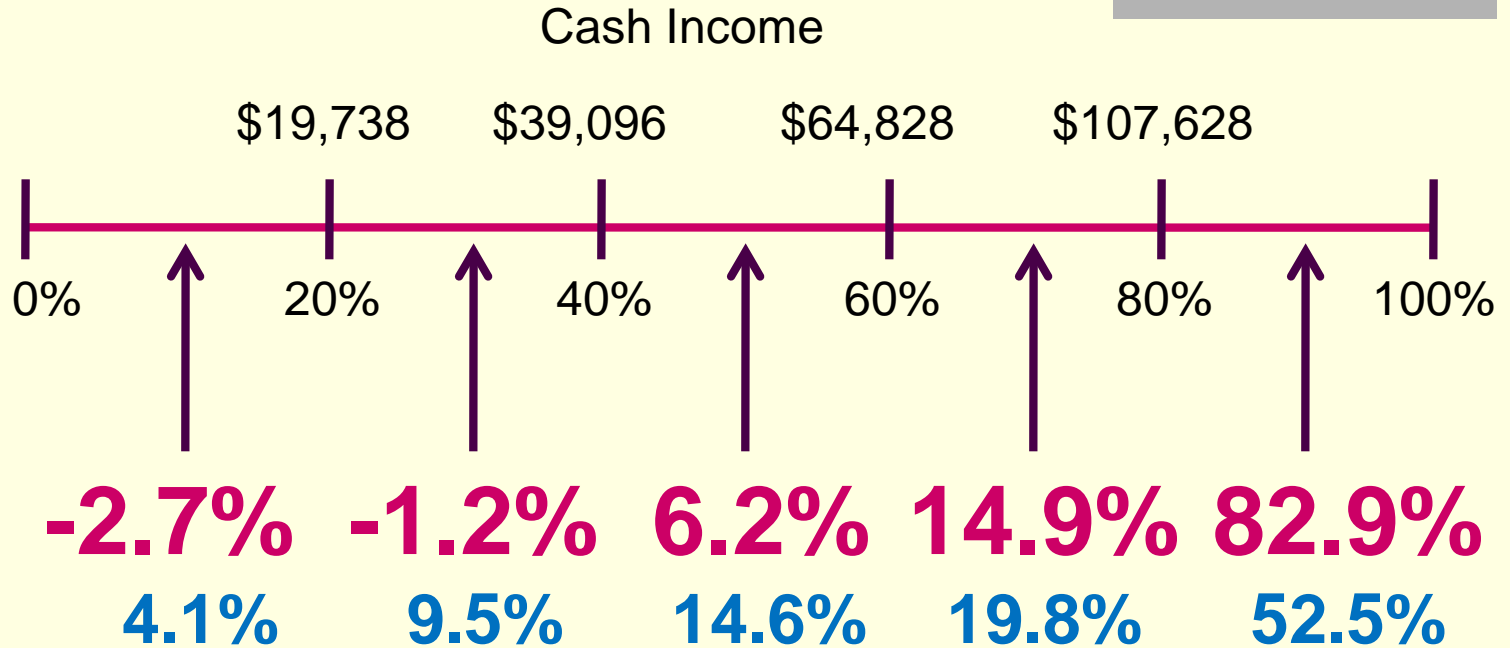 Cash Income
$19,738 $39,096 $64,828 $107,628
0% 20% 40% 60% 80% 100%
-2.7% -1.2% 6.2% 14.9% 82.9%
4.1% 9.5% 14.6% 19.8% 52.5%